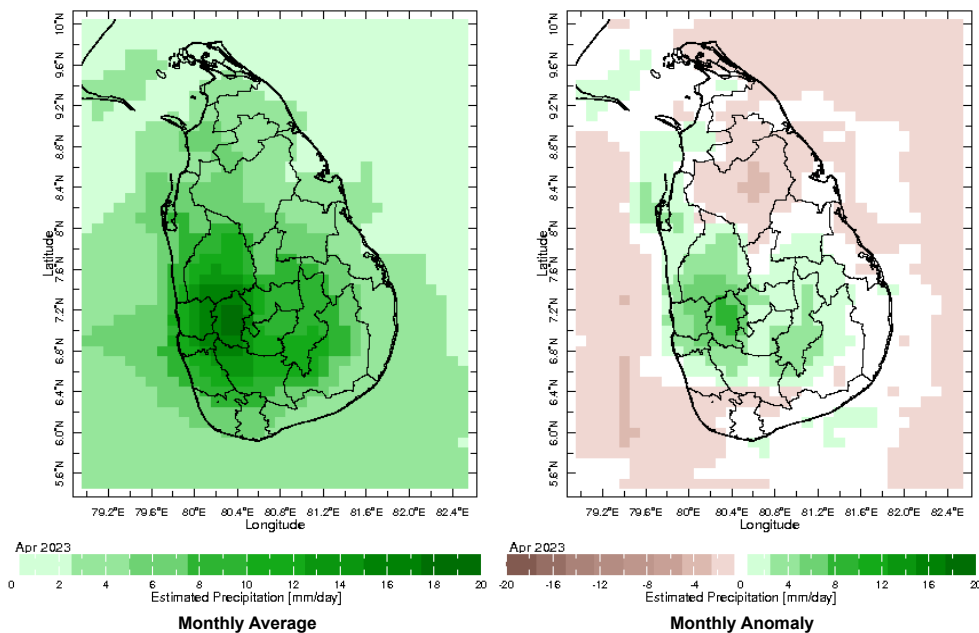 10°N
9.6°N
9.2°N
8.8°N
8.4°N
8°N
7.6°N
7.2°N
6.8°N
6.4°N
6.0°N
5.6°N
Latitude
79.2°E 79.6°E 80°E 80.4°E 80.8°E 81.2°E 81.6°E 82.0°E 82.4°E
Longitude
Apr 2023
0 2 4 6 8 10 12 14 16 18 20
Estimated Precipitation [mm/day]
Monthly Average
10°N
9.6°N
9.2°N
8.8°N
8.4°N
8°N
7.6°N
7.2°N
6.8°N
6.4°N
6.0°N
5.6°N
Latitude
79.2°E 79.6°E 80°E 80.4°E 80.8°E 81.2°E 81.6°E 82.0°E 82.4°E
Longitude
Apr 2023
-20 -16 -12 -8 -4 0 4 8 12 16 20
Estimated Precipitation [mm/day]
Monthly Anomaly